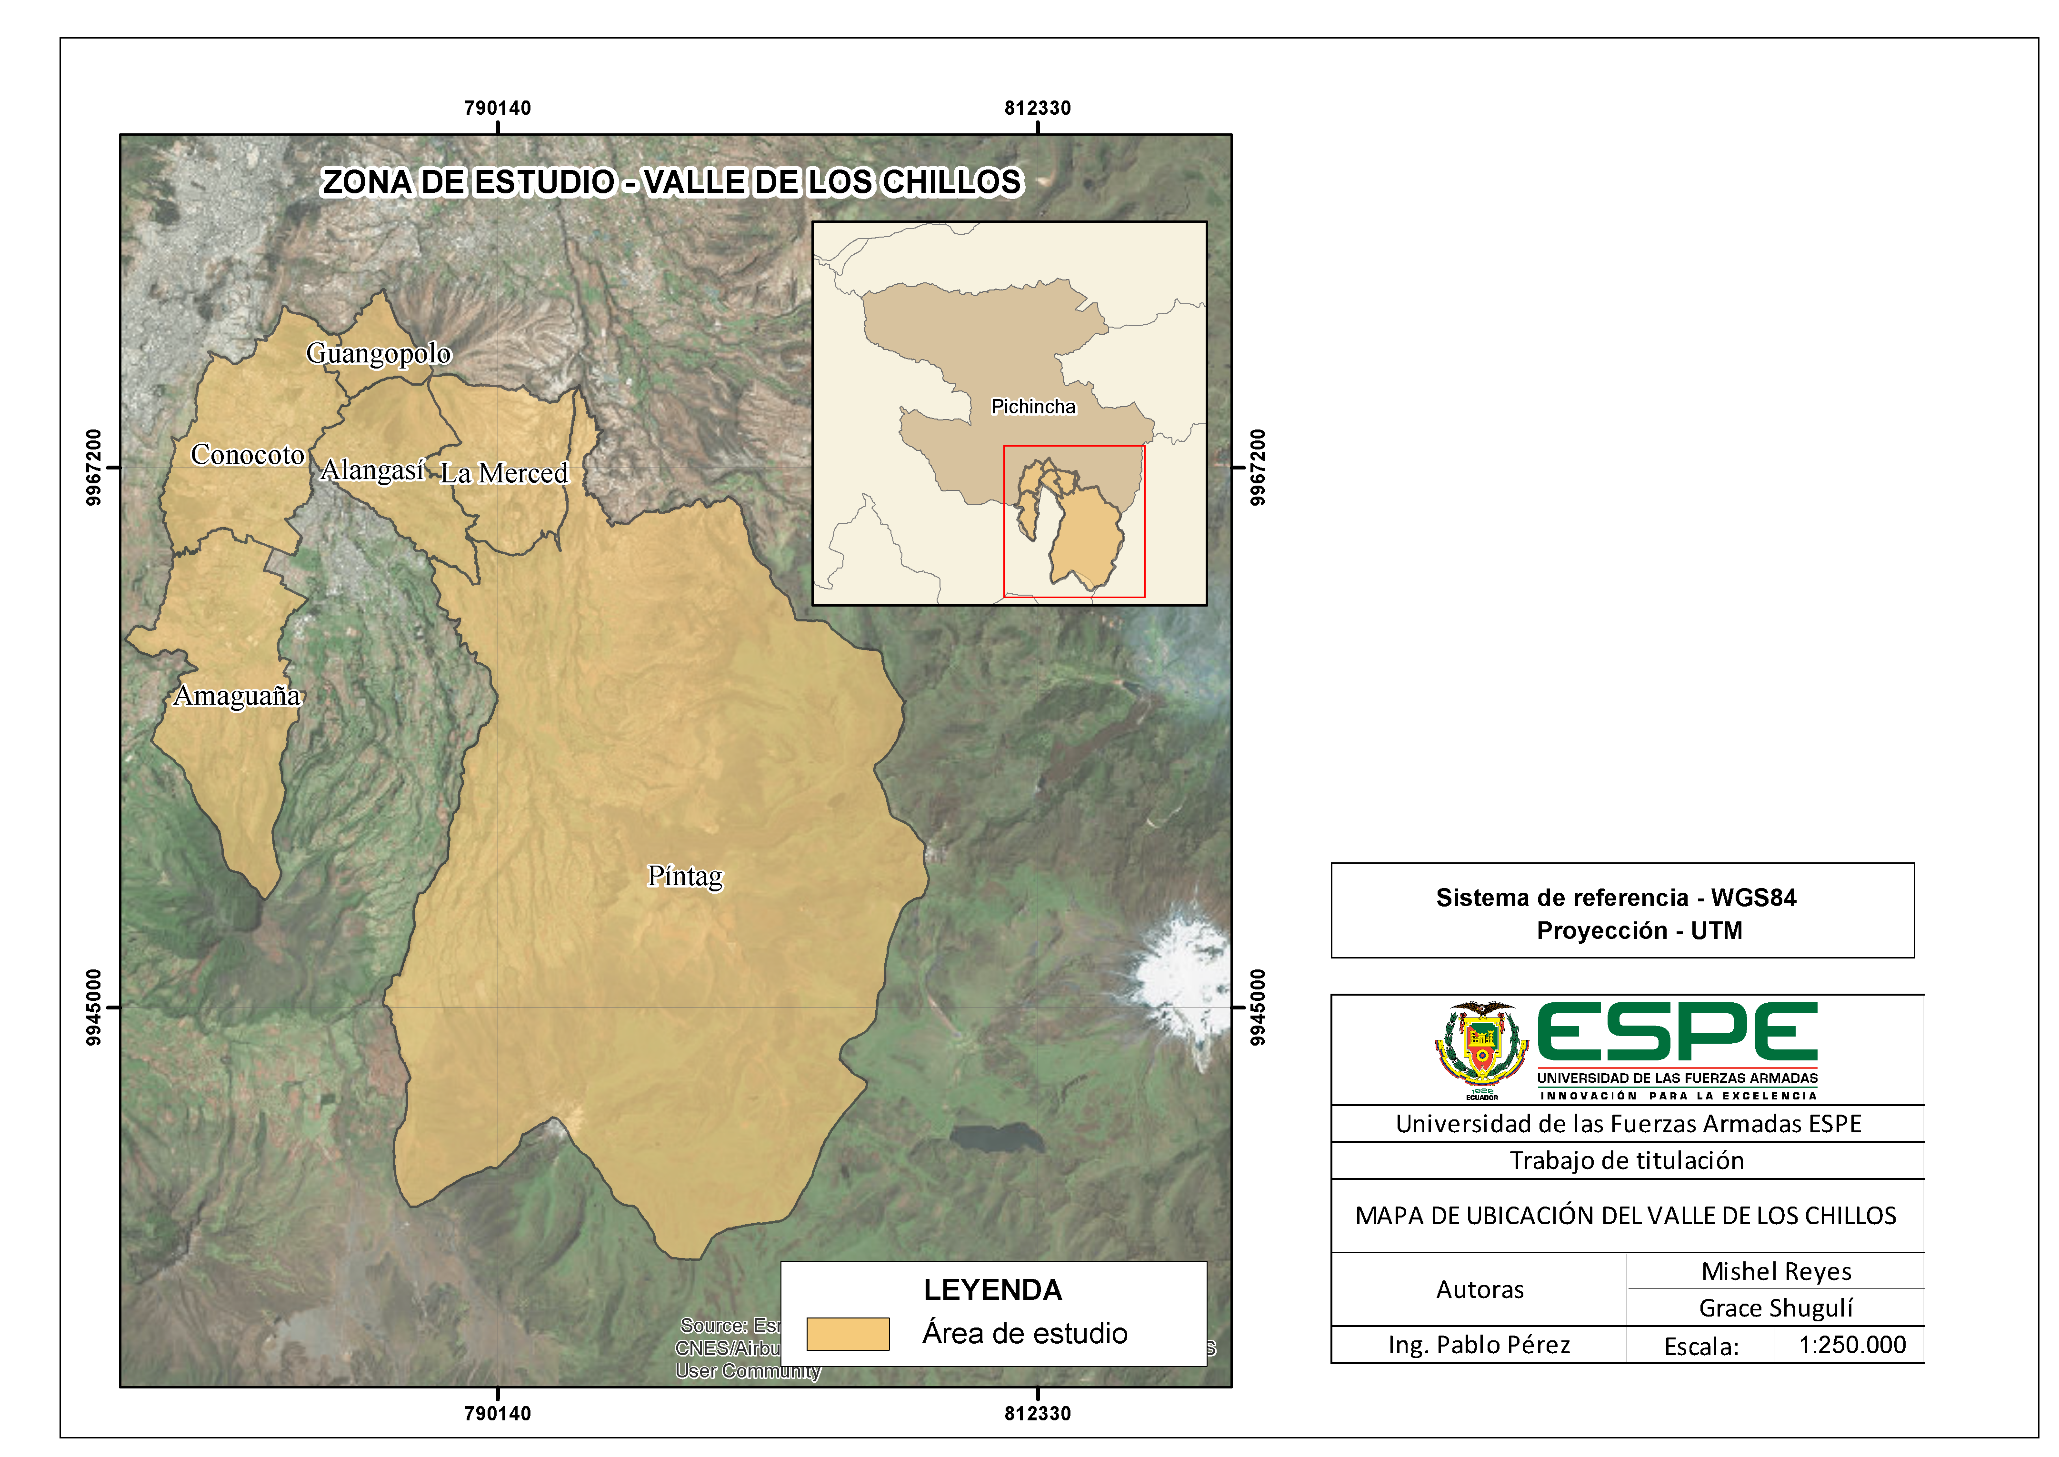 790140
812330
ZONA DE ESTUDIO - VALLE DE LOS CHILLOS
Guangopolo
Pichincha
Conocoto
Alangasí
La Merced
9967200
9967200
Amaguaña
Píntag
9945000
9945000
LEYENDA
Área de estudio
Source:
User Community
790140
812330
Sistema de referencia - WGS84
Proyección - UTM
ESPE
UNIVERSIDAD DE LAS FUERZAS ARMADAS
INNOVACIÓN PARA LA EXCELENCIA
1922
ECUADOR
Universidad de las Fuerzas Armadas ESPE
Trabajo de titulación
MAPA DE UBICACIÓN DEL VALLE DE LOS CHILLOS
Autoras
Mishel Reyes
Grace Shugulí
Ing. Pablo Pérez
Escala:
1:250.000